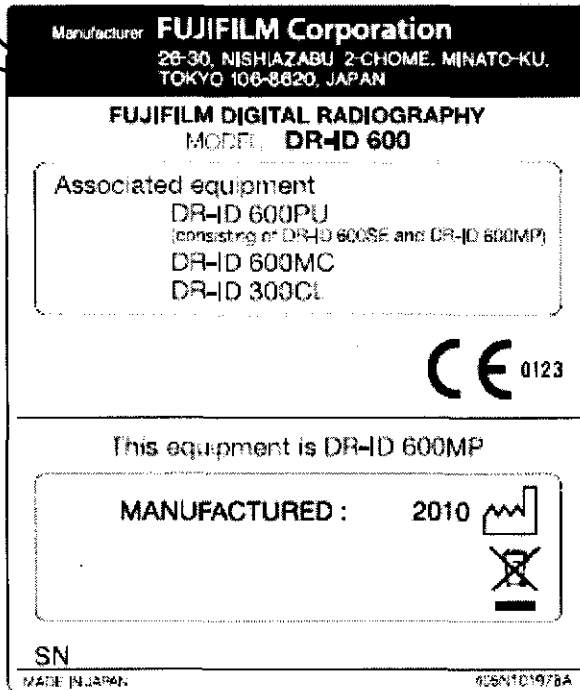 Manufacturer FUJIFILM Corporation
26-30, NISHIAZABU 2-CHOME, MINATO-KU,
TOKYO 106-8620, JAPAN
FUJIFILM DIGITAL RADIOGRAPHY
MODEL DR-ID 600
Associated equipment
DR-ID 600PU
(consisting of DR-ID 600SE and DR-ID 600MP)
DR-ID 600MC
DR-ID 300CL
CE 0123
This equipment is DR-ID 600MP
MANUFACTURED : 2010
SN
MADE IN JAPAN